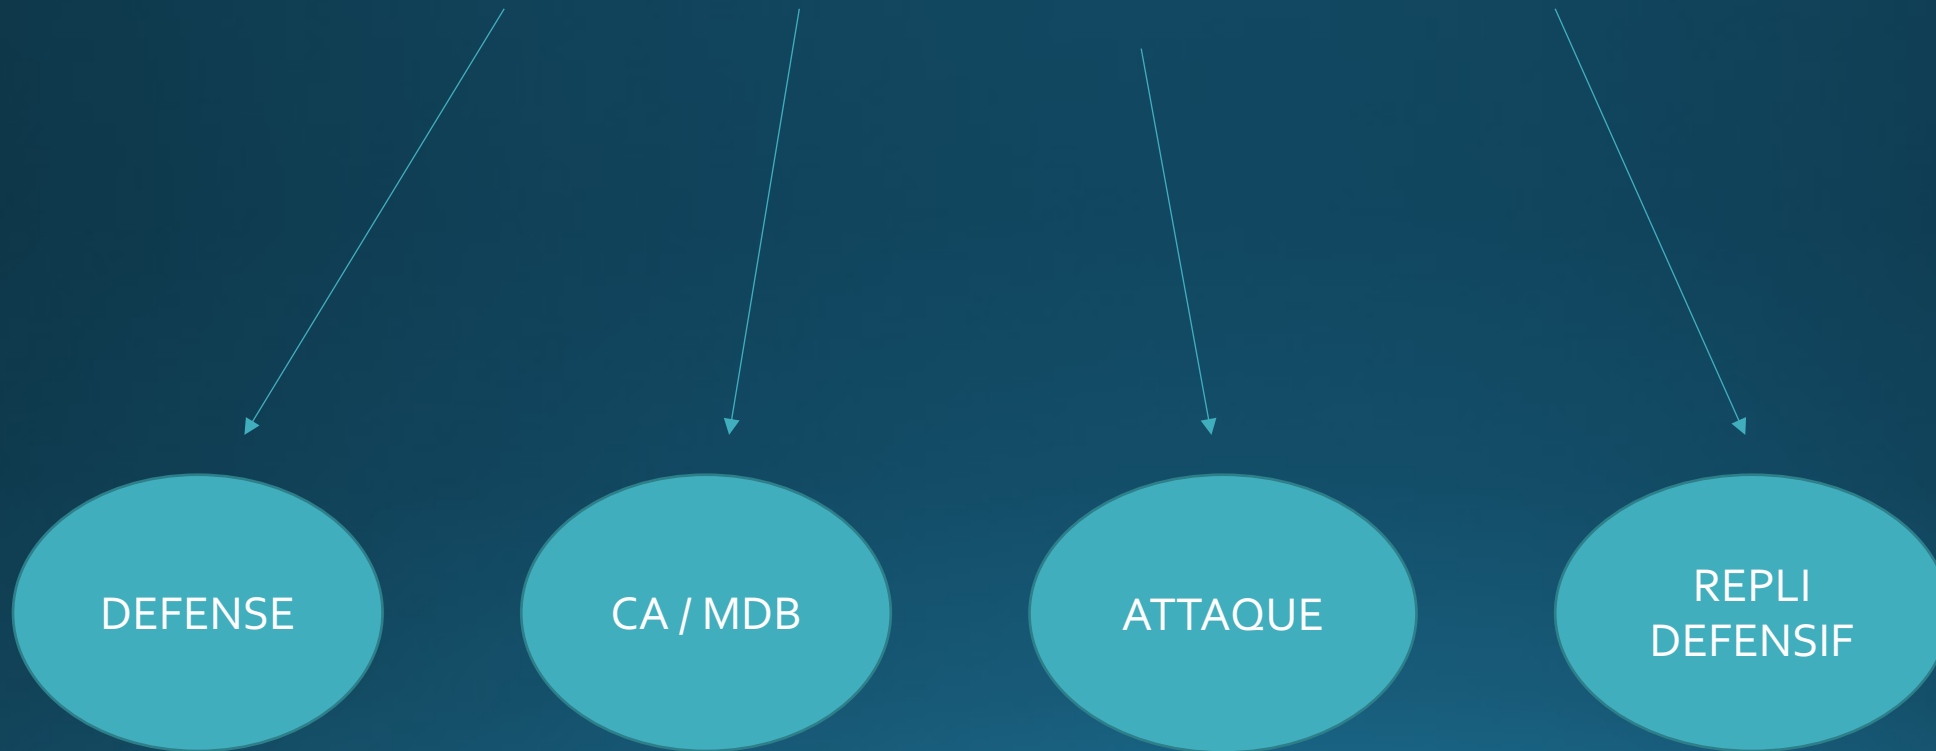 DEFENSE
CA / MDB
ATTAQUE
REPLI
DEFENSIF